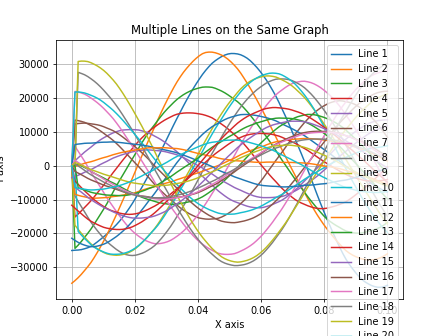 Multiple Lines on the Same Graph
30000
20000
10000
0
−10000
−20000
−30000
0.00
0.02
0.04
0.06
0.08
X axis
Line 1
Line 2
Line 3
Line 4
Line 5
Line 6
Line 7
Line 8
Line 9
Line 10
Line 11
Line 12
Line 13
Line 14
Line 15
Line 16
Line 17
Line 18
Line 19
Line 20